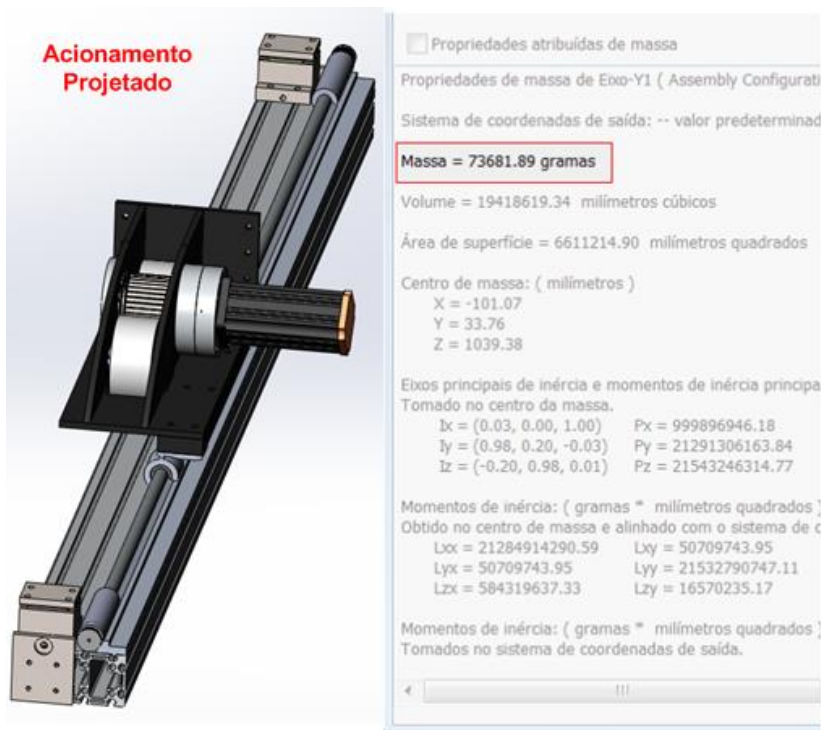 Acionamento
Projetado
Propriedades atribuídas de massa
Propriedades de massa de Eixo-Y1 ( Assembly Configurati
Sistema de coordenadas de saída: -- valor predeterminad
Massa = 73681.89 gramas
Volume = 19418619.34 milímetros cúbicos
Área de superfície = 6611214.90 milímetros quadrados
Centro de massa: ( milímetros )
X = -101.07
Y = 33.76
Z = 1039.38
Eixos principais de inércia e momentos de inércia principa
Tomado no centro da massa.
Ix = (0.03, 0.00, 1.00) Px = 999896946.18
Iy = (0.98, 0.20, -0.03) Py = 21291306163.84
Iz = (-0.20, 0.98, 0.01) Pz = 21543246314.77
Momentos de inércia: ( gramas * milímetros quadrados )
Obtido no centro de massa e alinhado com o sistema de c
Lxx = 21284914290.59 Lxy = 50709743.95
Lyx = 50709743.95 Lyy = 21532790747.11
Lzx = 584319637.33 Lzy = 16570235.17
Momentos de inércia: ( gramas * milímetros quadrados )
Tomados no sistema de coordenadas de saída.